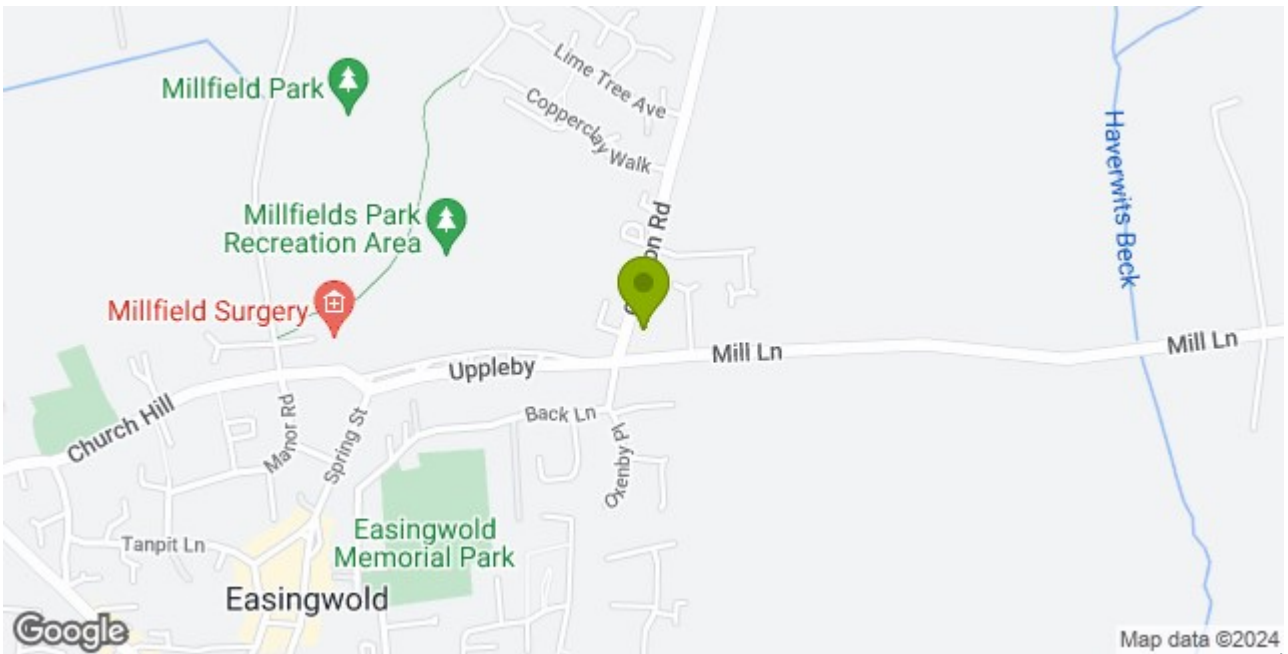 Lime Tree Ave
Millfield Park
Copperclay Walk
Haverwits Beck
Millfields Park
Recreation Area
on Rd
Millfield Surgery
Mill Ln
Mill Ln
Uppleby
Back Ln
Church Hill
Manor Rd
Spring St
Oxenby Pl
Easingwold
Memorial Park
Tanpit Ln
Easingwold
Google
Map data ©2024